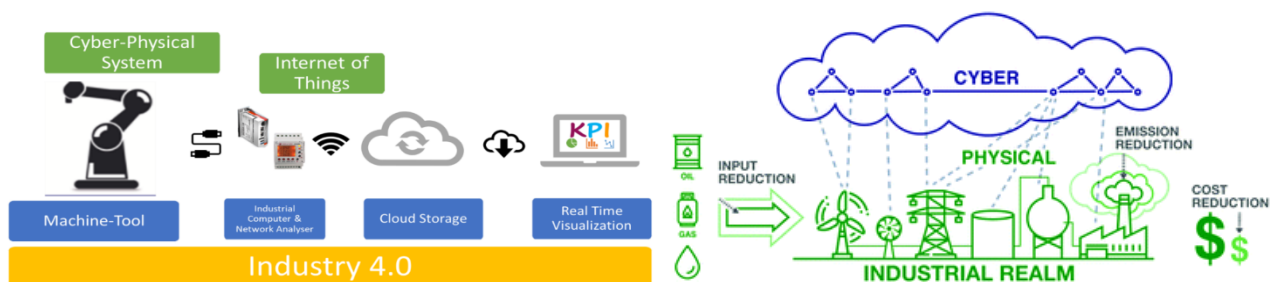 Cyber-Physical
System
Internet of
Things
KPI
Machine-Tool
Industrial
Computer &
Network Analyser
Cloud Storage
Real Time
Visualization
Industry 4.0
CYBER
PHYSICAL
EMISSION
REDUCTION
OIL
INPUT
REDUCTION
GAS
COST
REDUCTION
$
$
INDUSTRIAL REALM